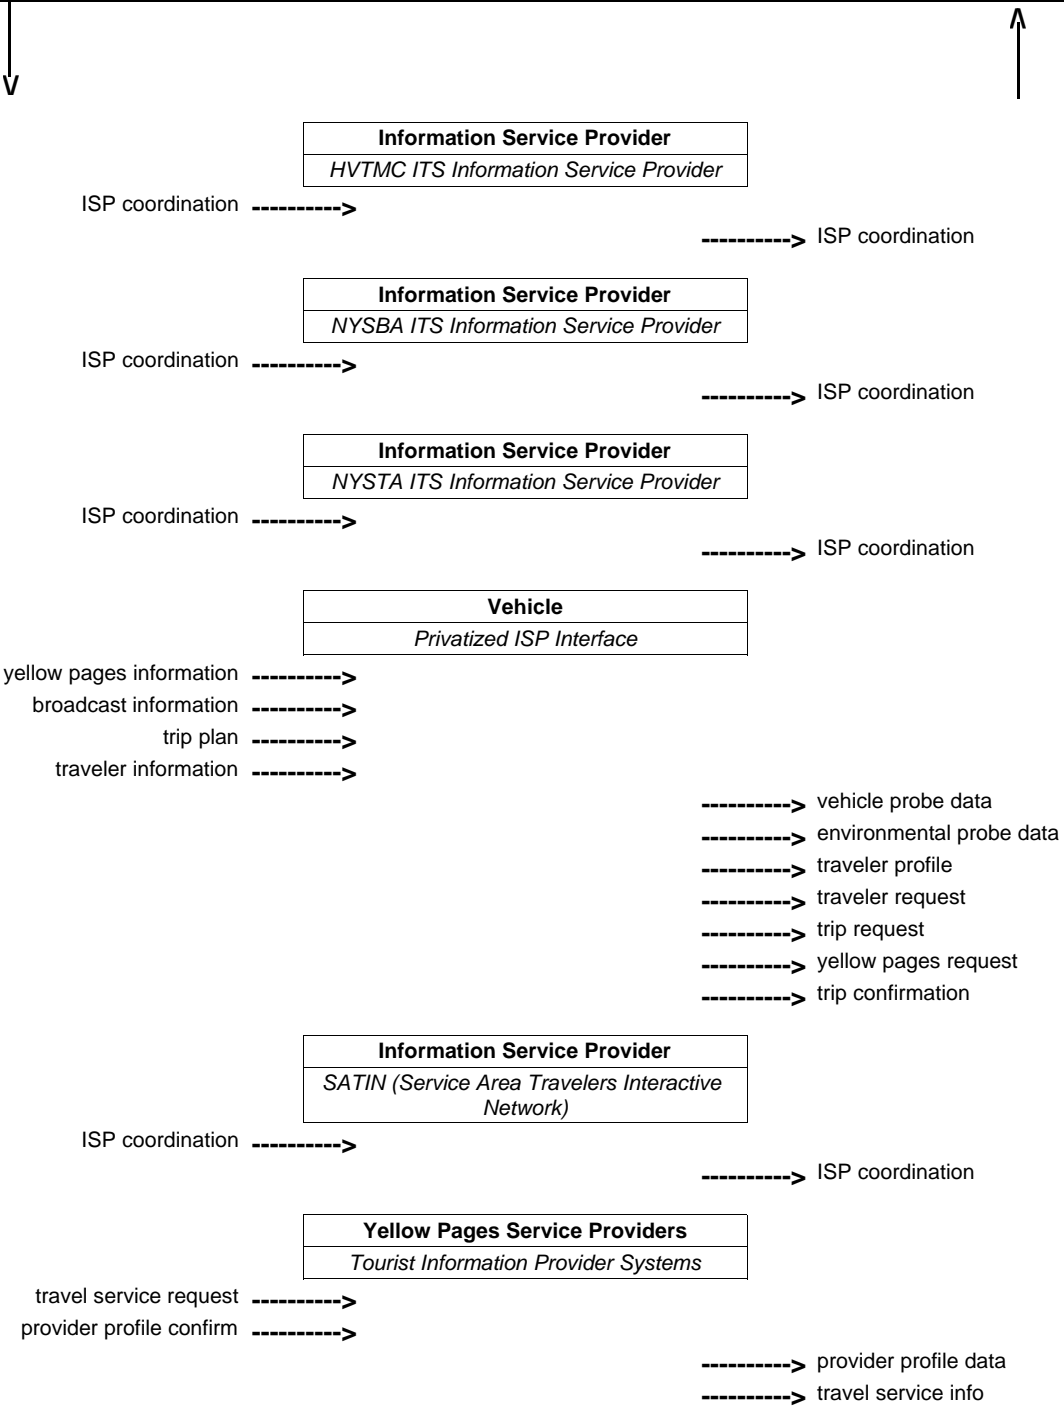 Information Service Provider
HVTMC ITS Information Service Provider
ISP coordination ---------->
----------> ISP coordination
Information Service Provider
NYSBA ITS Information Service Provider
ISP coordination ---------->
----------> ISP coordination
Information Service Provider
NYSTA ITS Information Service Provider
ISP coordination ---------->
----------> ISP coordination
Vehicle
Privatized ISP Interface
yellow pages information ---------->
broadcast information ---------->
trip plan ---------->
traveler information ---------->
----------> vehicle probe data
----------> environmental probe data
----------> traveler profile
----------> traveler request
----------> trip request
----------> yellow pages request
----------> trip confirmation
Information Service Provider
SATIN (Service Area Travelers Interactive
Network)
ISP coordination ---------->
----------> ISP coordination
Yellow Pages Service Providers
Tourist Information Provider Systems
travel service request ---------->
provider profile confirm ---------->
----------> provider profile data
----------> travel service info